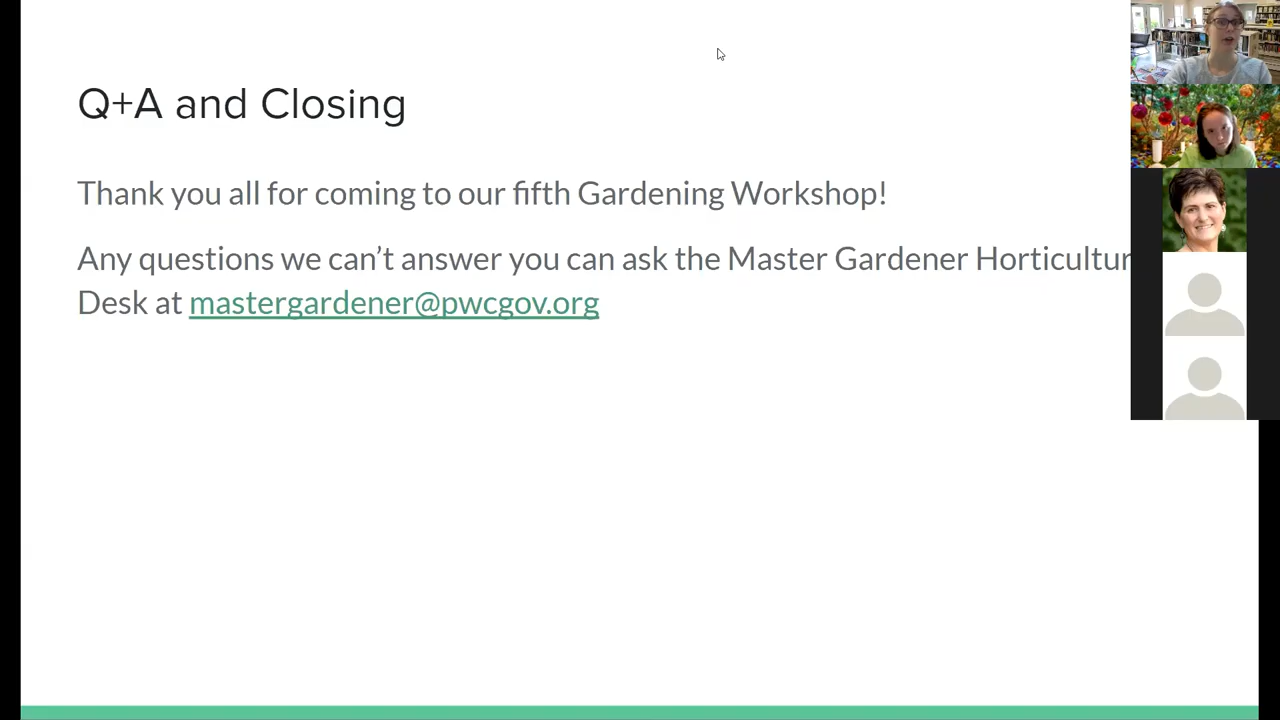 Q+A and Closing
Thank you all for coming to our fifth Gardening Workshop!
Any questions we can’t answer you can ask the Master Gardener Horticultur
Desk at mastergardener@pwcgov.org